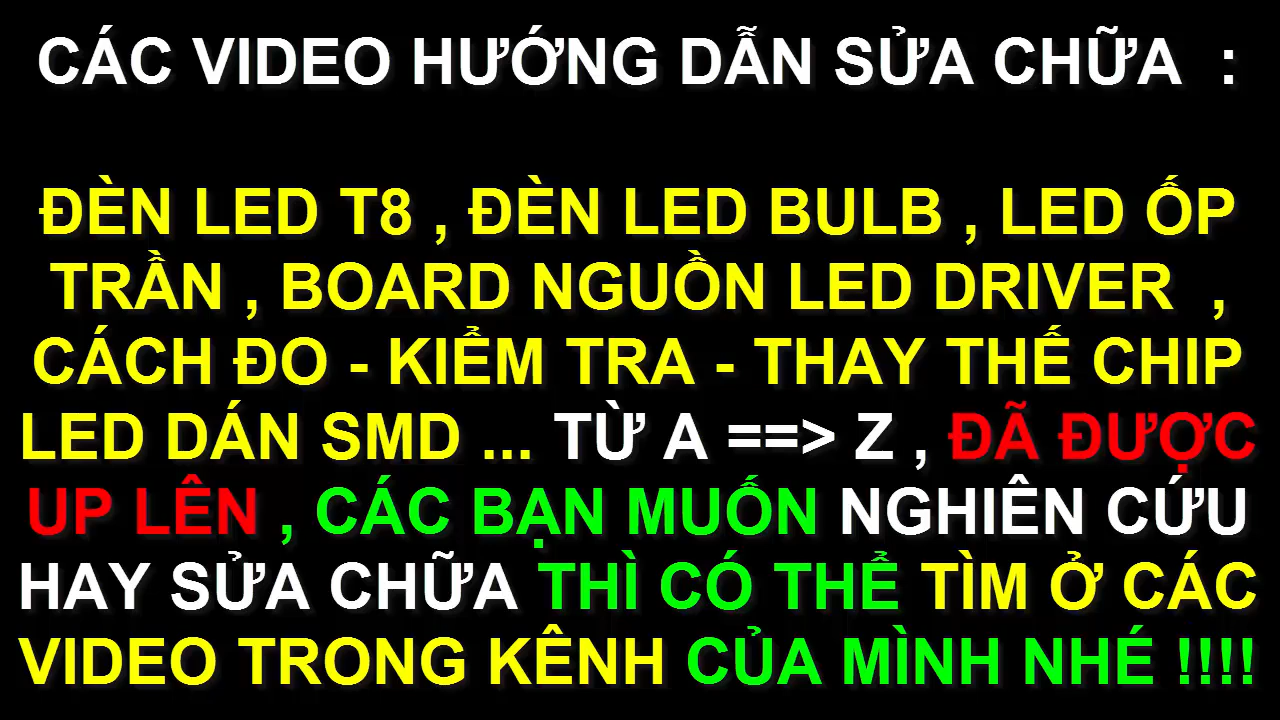 CÁC VIDEO HƯỚNG DẪN SỬA CHỮA :
ĐÈN LED T8 , ĐÈN LED BULB , LED ỐP
TRẦN , BOARD NGUỒN LED DRIVER ,
CÁCH ĐO - KIỂM TRA - THAY THẾ CHIP
LED DÁN SMD ... TỪ A ==> Z , ĐÃ ĐƯỢC
UP LÊN , CÁC BẠN MUỐN NGHIÊN CỨU
HAY SỬA CHỮA THÌ CÓ THỂ TÌM Ở CÁC
VIDEO TRONG KÊNH CỦA MÌNH NHÉ !!!!